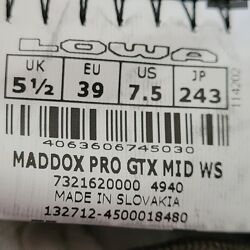 LOWA
UK EU US JP
5½ 39 7.5 243
4063606745030
MADDOX PRO GTX MID WS
7321620000 4940
MADE IN SLOVAKIA
132712-4500018480